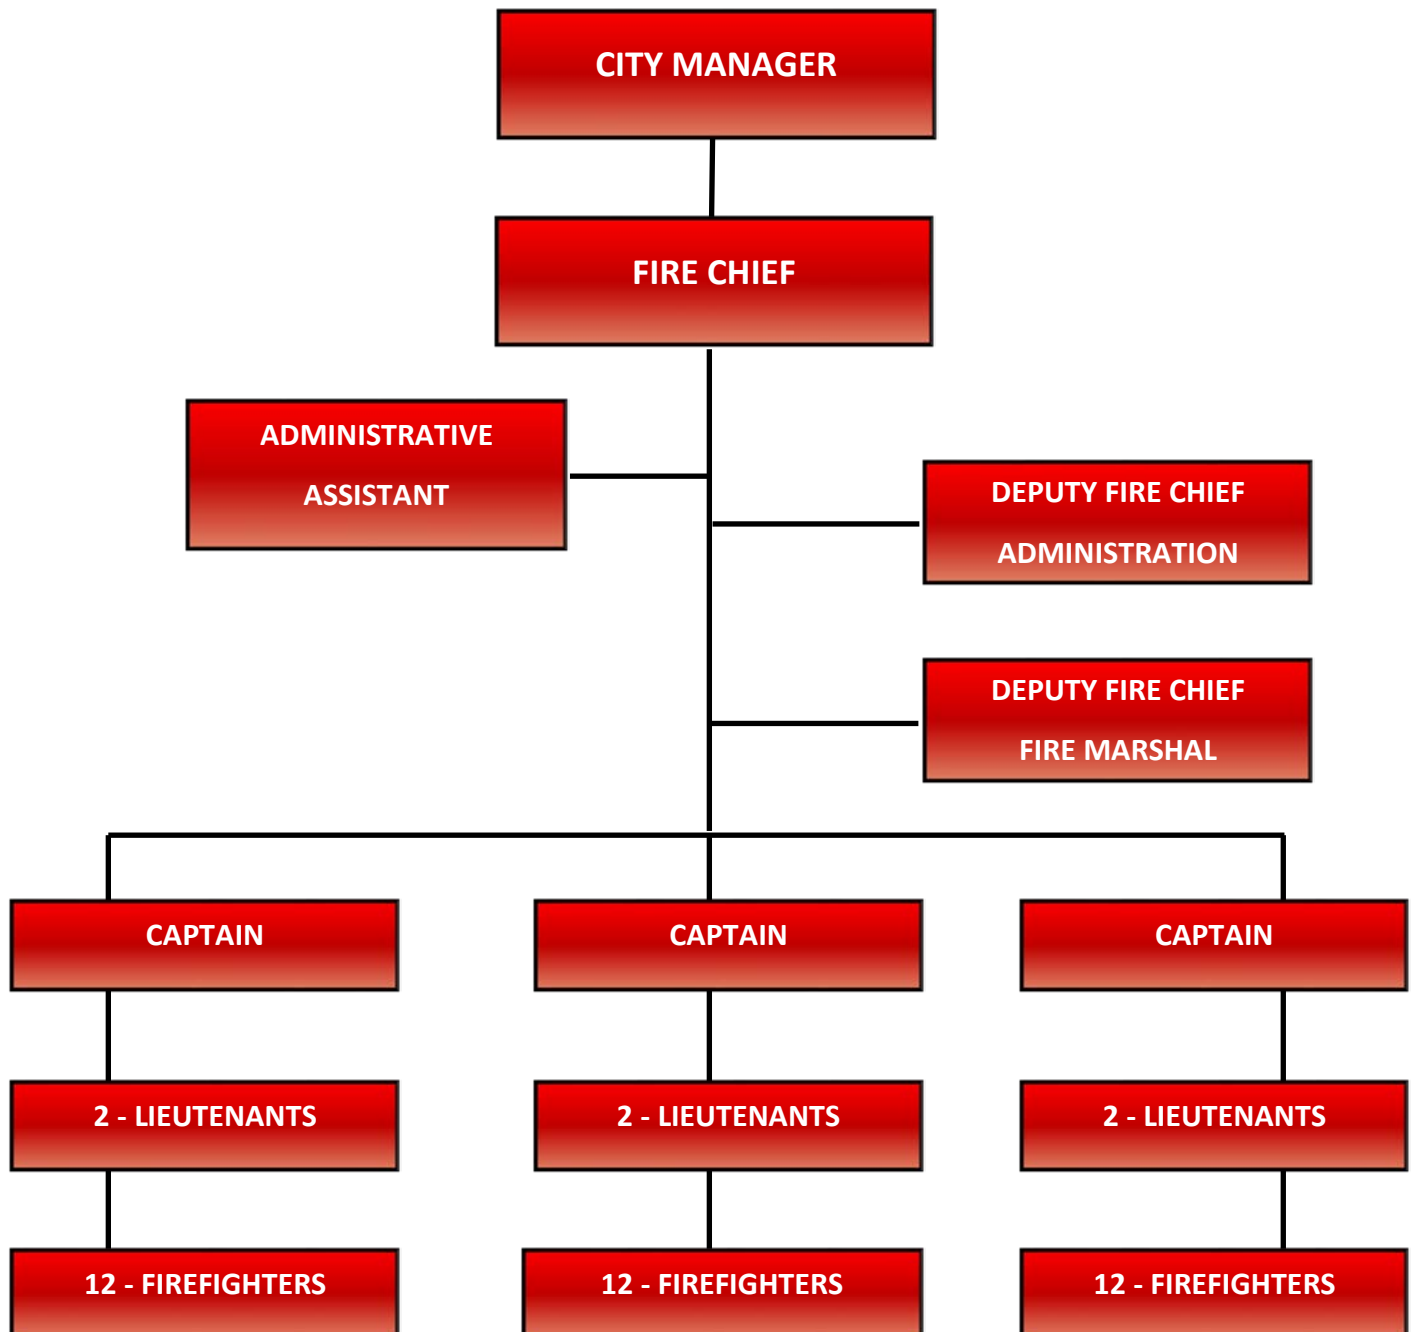 CITY MANAGER
FIRE CHIEF
ADMINISTRATIVE
ASSISTANT
DEPUTY FIRE CHIEF
ADMINISTRATION
DEPUTY FIRE CHIEF
FIRE MARSHAL
CAPTAIN
CAPTAIN
CAPTAIN
2 - LIEUTENANTS
2 - LIEUTENANTS
2 - LIEUTENANTS
12 - FIREFIGHTERS
12 - FIREFIGHTERS
12 - FIREFIGHTERS